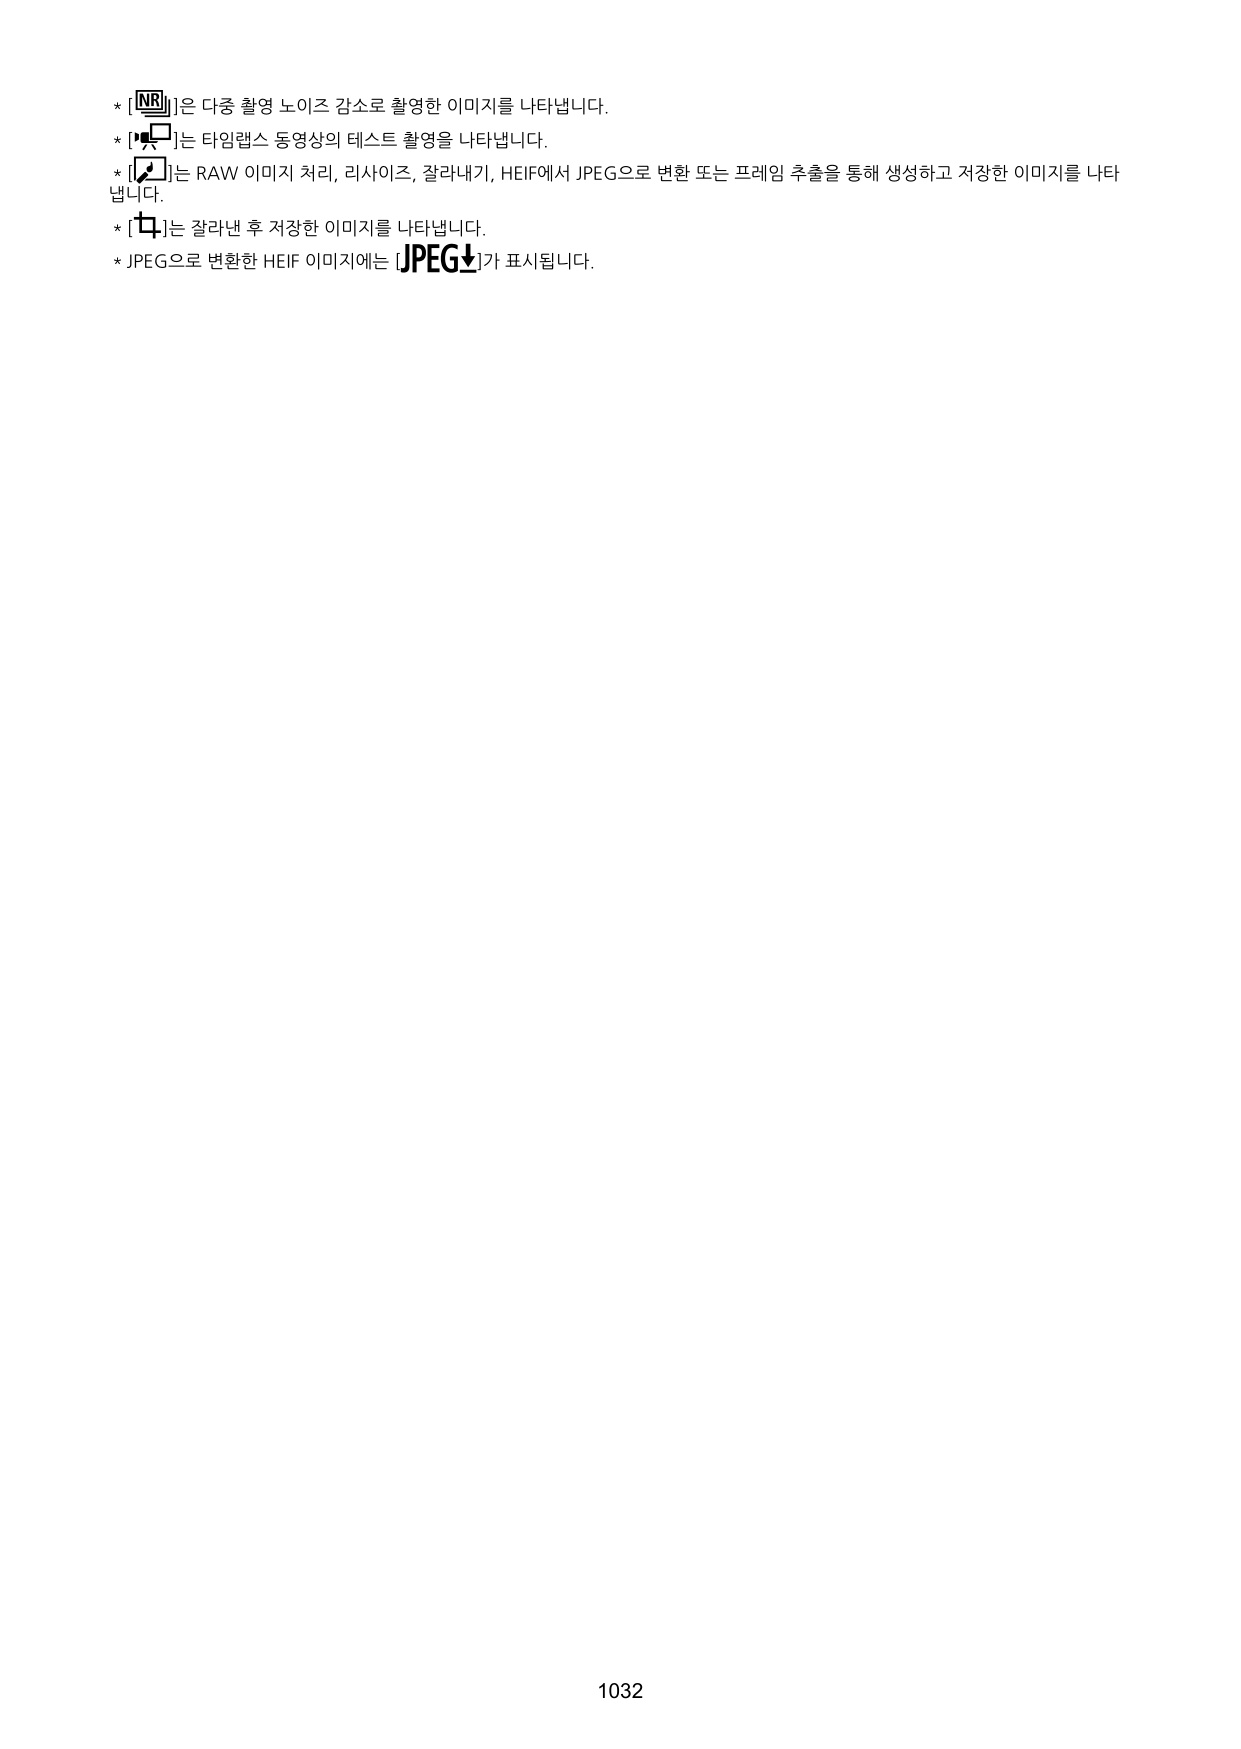 * [NR]은 다중 촬영 노이즈 감소로 촬영한 이미지를 나타냅니다.
* []는 타임랩스 동영상의 테스트 촬영을 나타냅니다.
* []는 RAW 이미지 처리, 리사이즈, 잘라내기, HEIF에서 JPEG으로 변환 또는 프레임 추출을 통해 생성하고 저장한 이미지를 나타
냅니다.
* []는 잘라낸 후 저장한 이미지를 나타냅니다.
* JPEG으로 변환한 HEIF 이미지에는 [JPEG]가 표시됩니다.
1032